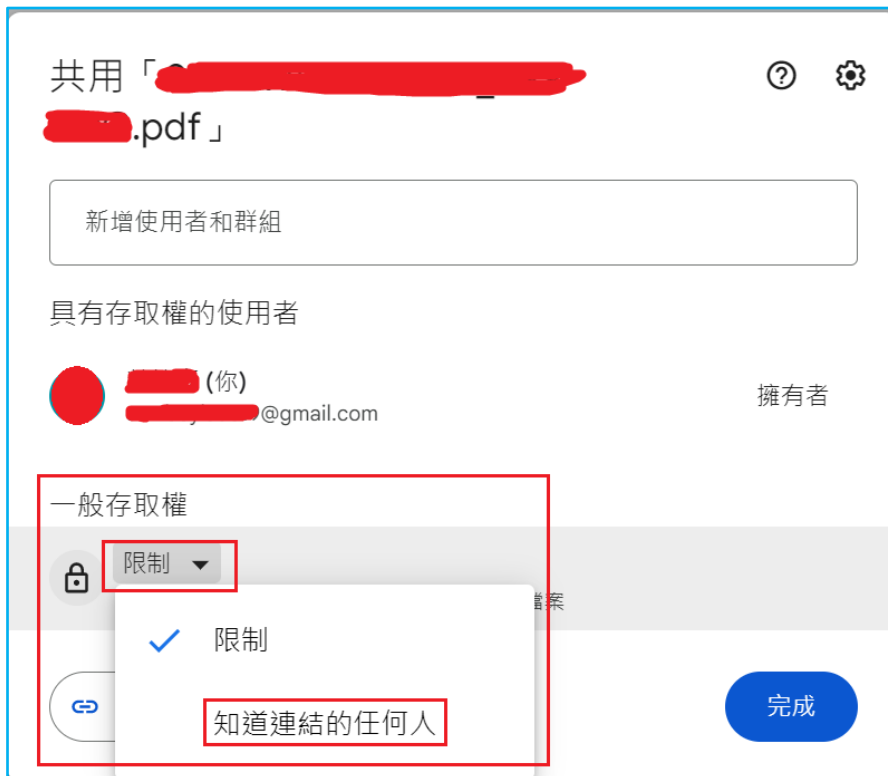 共用「
.pdf」
新增使用者和群組
具有存取權的使用者
(你)
@gmail.com
擁有者
一般存取權
限制
檔案
限制
知道連結的任何人
完成